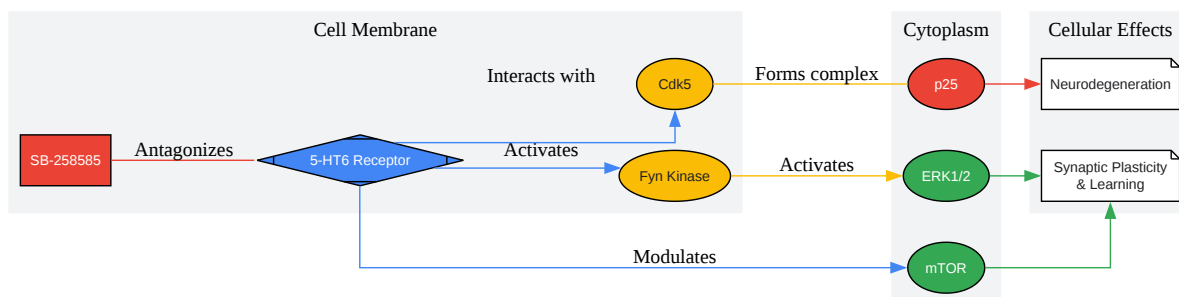 Cell Membrane
Cytoplasm
Cellular Effects
Interacts with
Cdk5
Forms complex
p25
Neurodegeneration
SB-258585
Antagonizes
5-HT6 Receptor
Activates
Fyn Kinase
Activates
ERK1/2
Synaptic Plasticity
& Learning
Modulates
mTOR